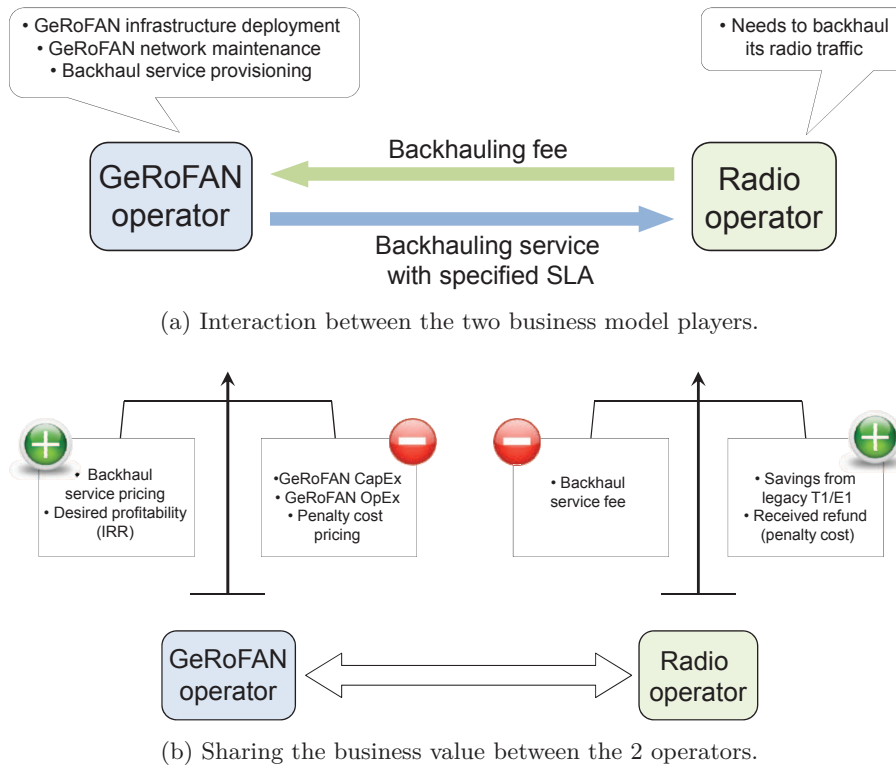 • GeRoFAN infrastructure deployment
• GeRoFAN network maintenance
• Backhaul service provisioning
• Needs to backhaul
its radio traffic
GeRoFAN
operator
Backhauling fee
Backhauling service
with specified SLA
Radio
operator
(a) Interaction between the two business model players.
• Backhaul
service pricing
• Desired profitability
(IRR)
•GeRoFAN CapEx
• GeRoFAN OpEx
• Penalty cost
pricing
• Backhaul
service fee
• Savings from
legacy T1/E1
• Received refund
(penalty cost)
GeRoFAN
operator
Radio
operator
(b) Sharing the business value between the 2 operators.